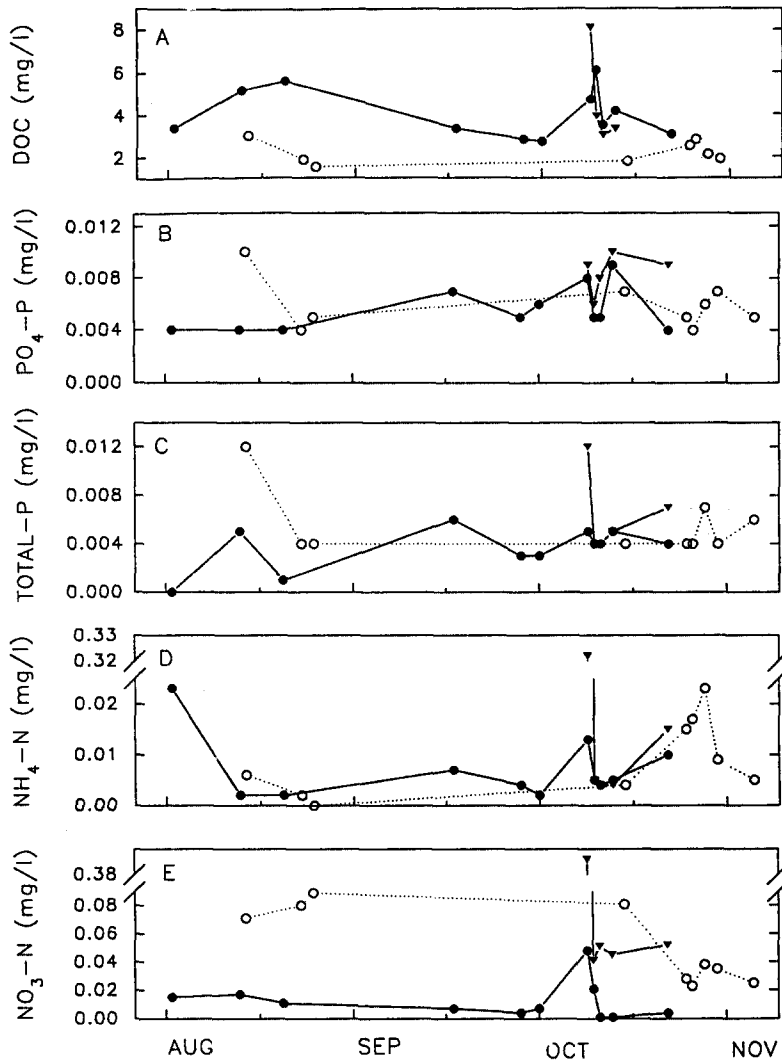 A
DOC (mg/l)
8
6
4
2
B
PO4-P (mg/l)
0.012
0.008
0.004
0.000
C
TOTAL-P (mg/l)
0.012
0.008
0.004
0.000
D
NH4-N (mg/l)
0.33
0.32
0.02
0.01
0.00
E
NO3-N (mg/l)
0.38
0.08
0.06
0.04
0.02
0.00
AUG SEP OCT NOV